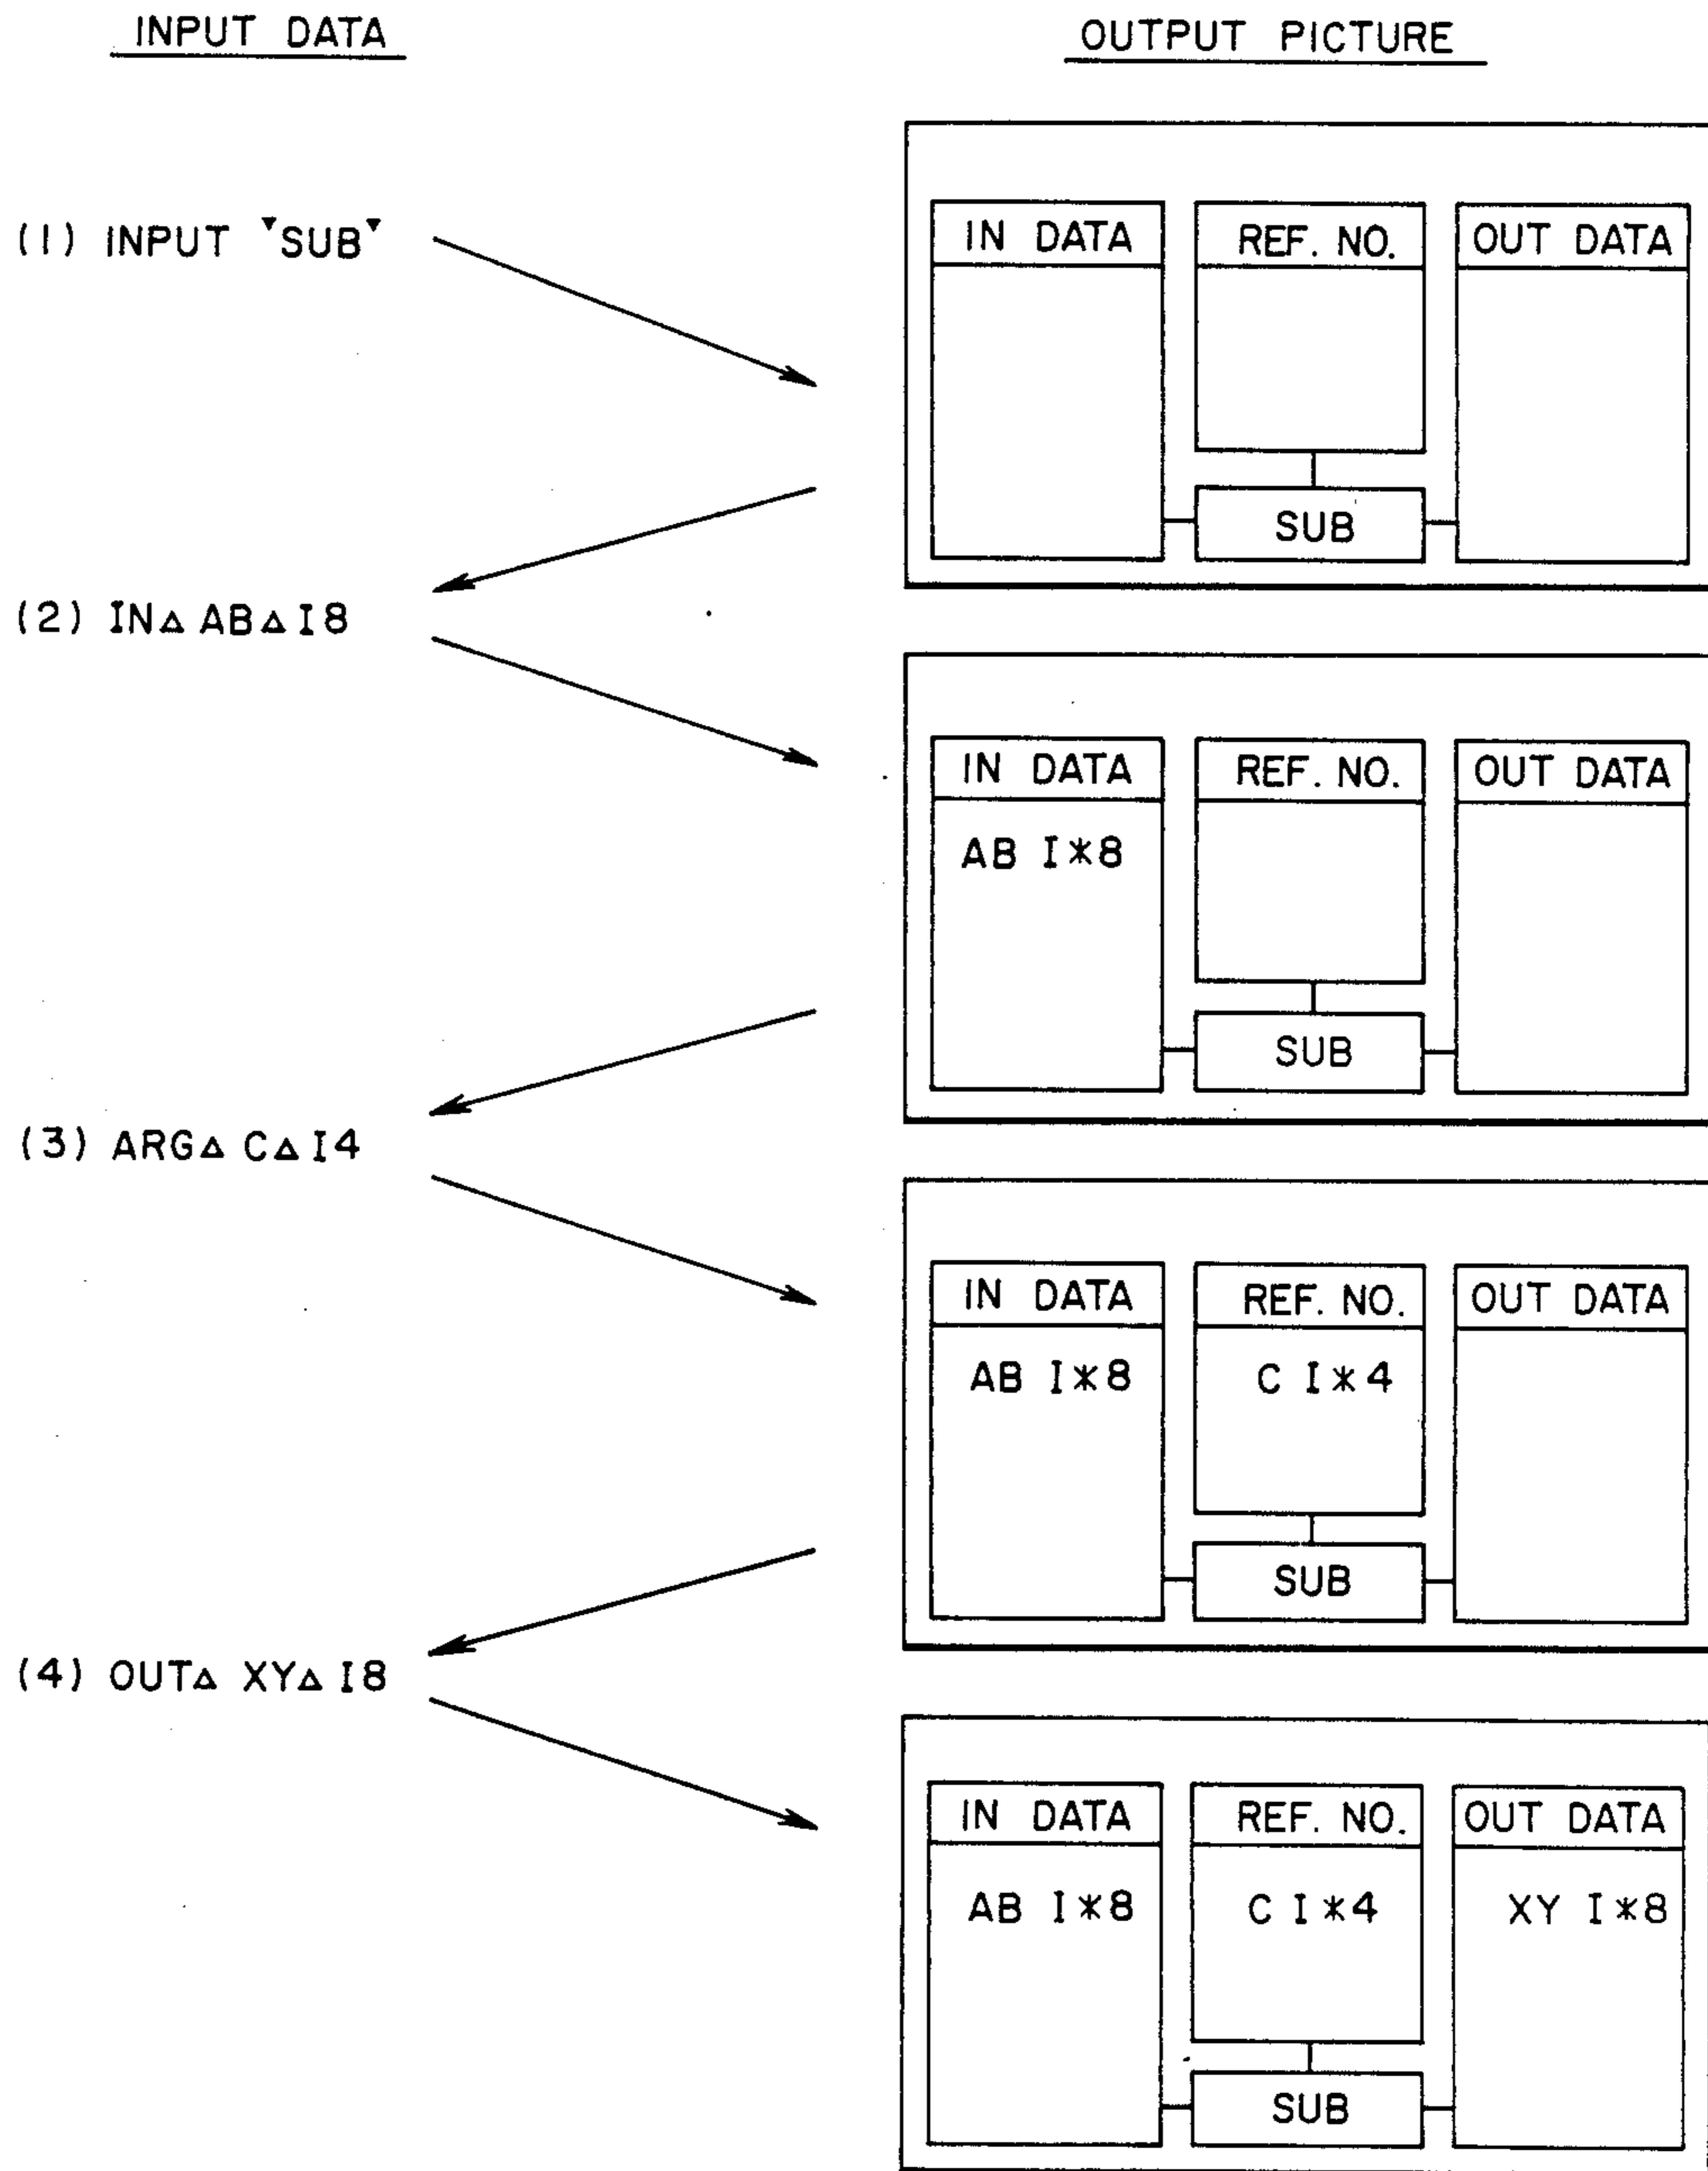 INPUT DATA
OUTPUT PICTURE
(1) INPUT ▼SUB▼
IN DATA REF. NO. OUT DATA
SUB
(2) IN△ AB△ I8
IN DATA REF. NO. OUT DATA
AB I*8
SUB
(3) ARG△ C△ I4
IN DATA REF. NO. OUT DATA
AB I*8 C I*4
SUB
(4) OUT△ XY△ I8
IN DATA REF. NO. OUT DATA
AB I*8 C I*4 XY I*8
SUB